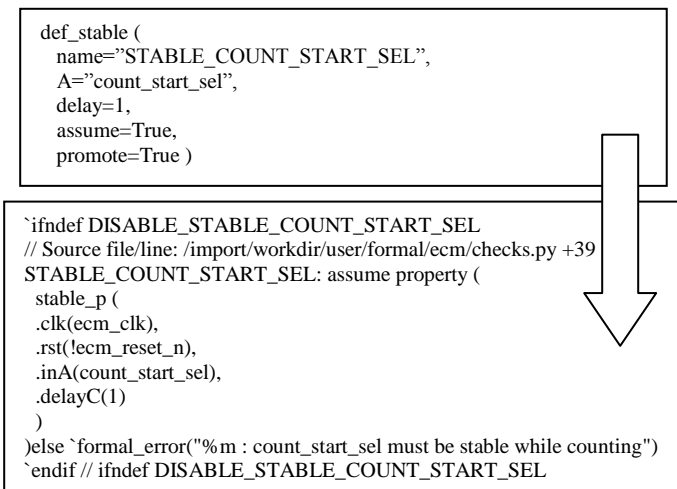 def_stable (
name=”STABLE_COUNT_START_SEL”,
A=”count_start_sel”,
delay=1,
assume=True,
promote=True )
`ifndef DISABLE_STABLE_COUNT_START_SEL
// Source file/line: /import/workdir/user/formal/ecm/checks.py +39
STABLE_COUNT_START_SEL: assume property (
stable_p (
.clk(ecm_clk),
.rst(!ecm_reset_n),
.inA(count_start_sel),
.delayC(1)
)
)else `formal_error("%m : count_start_sel must be stable while counting")
`endif // ifndef DISABLE_STABLE_COUNT_START_SEL